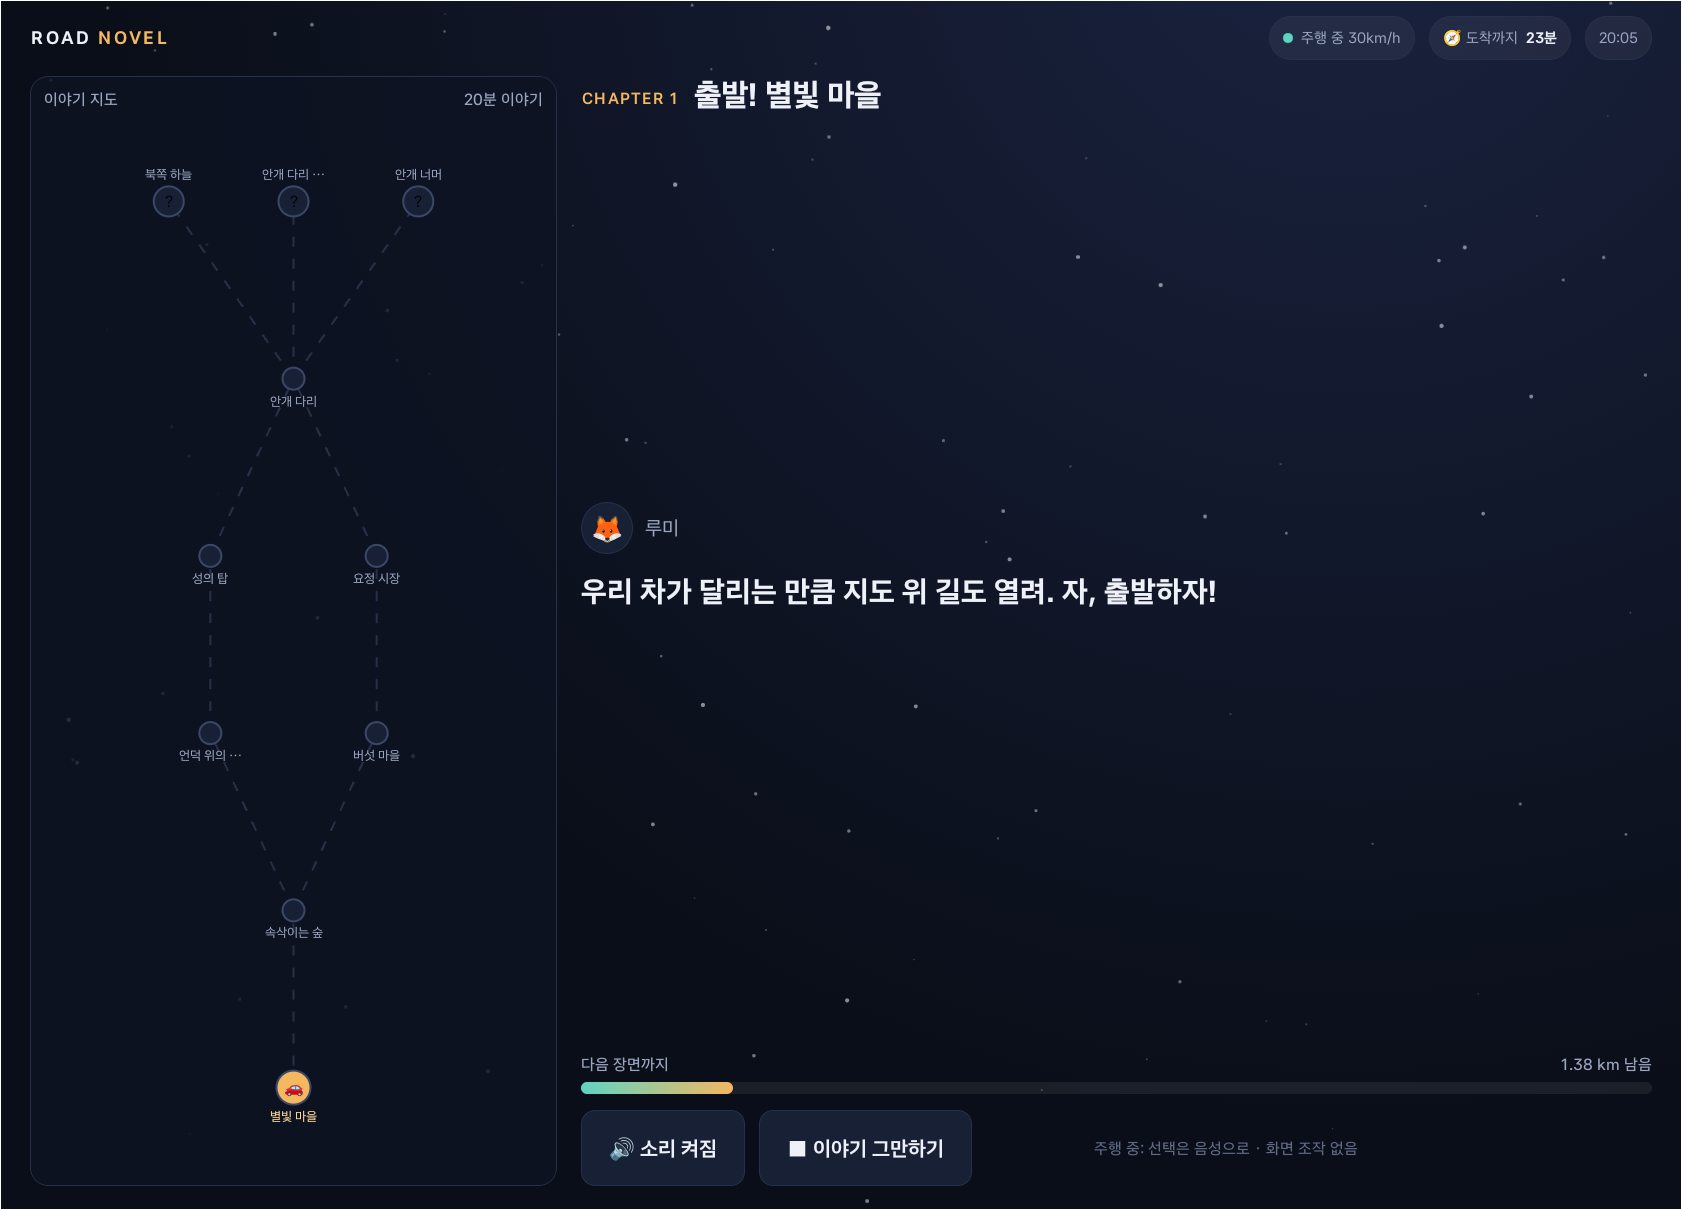 ROAD NOVEL
주행 중 30km/h
도착까지 23분
20:05
이야기 지도
20분 이야기
북쪽 하늘
안개 다리 …
안개 너머
?
?
?
안개 다리
성의 탑
요정 시장
언덕 위의 …
버섯 마을
속삭이는 숲
별빛 마을
CHAPTER 1 출발! 별빛 마을
루미
우리 차가 달리는 만큼 지도 위 길도 열려. 자, 출발하자!
다음 장면까지
1.38 km 남음
소리 켜짐
이야기 그만하기
주행 중: 선택은 음성으로 · 화면 조작 없음